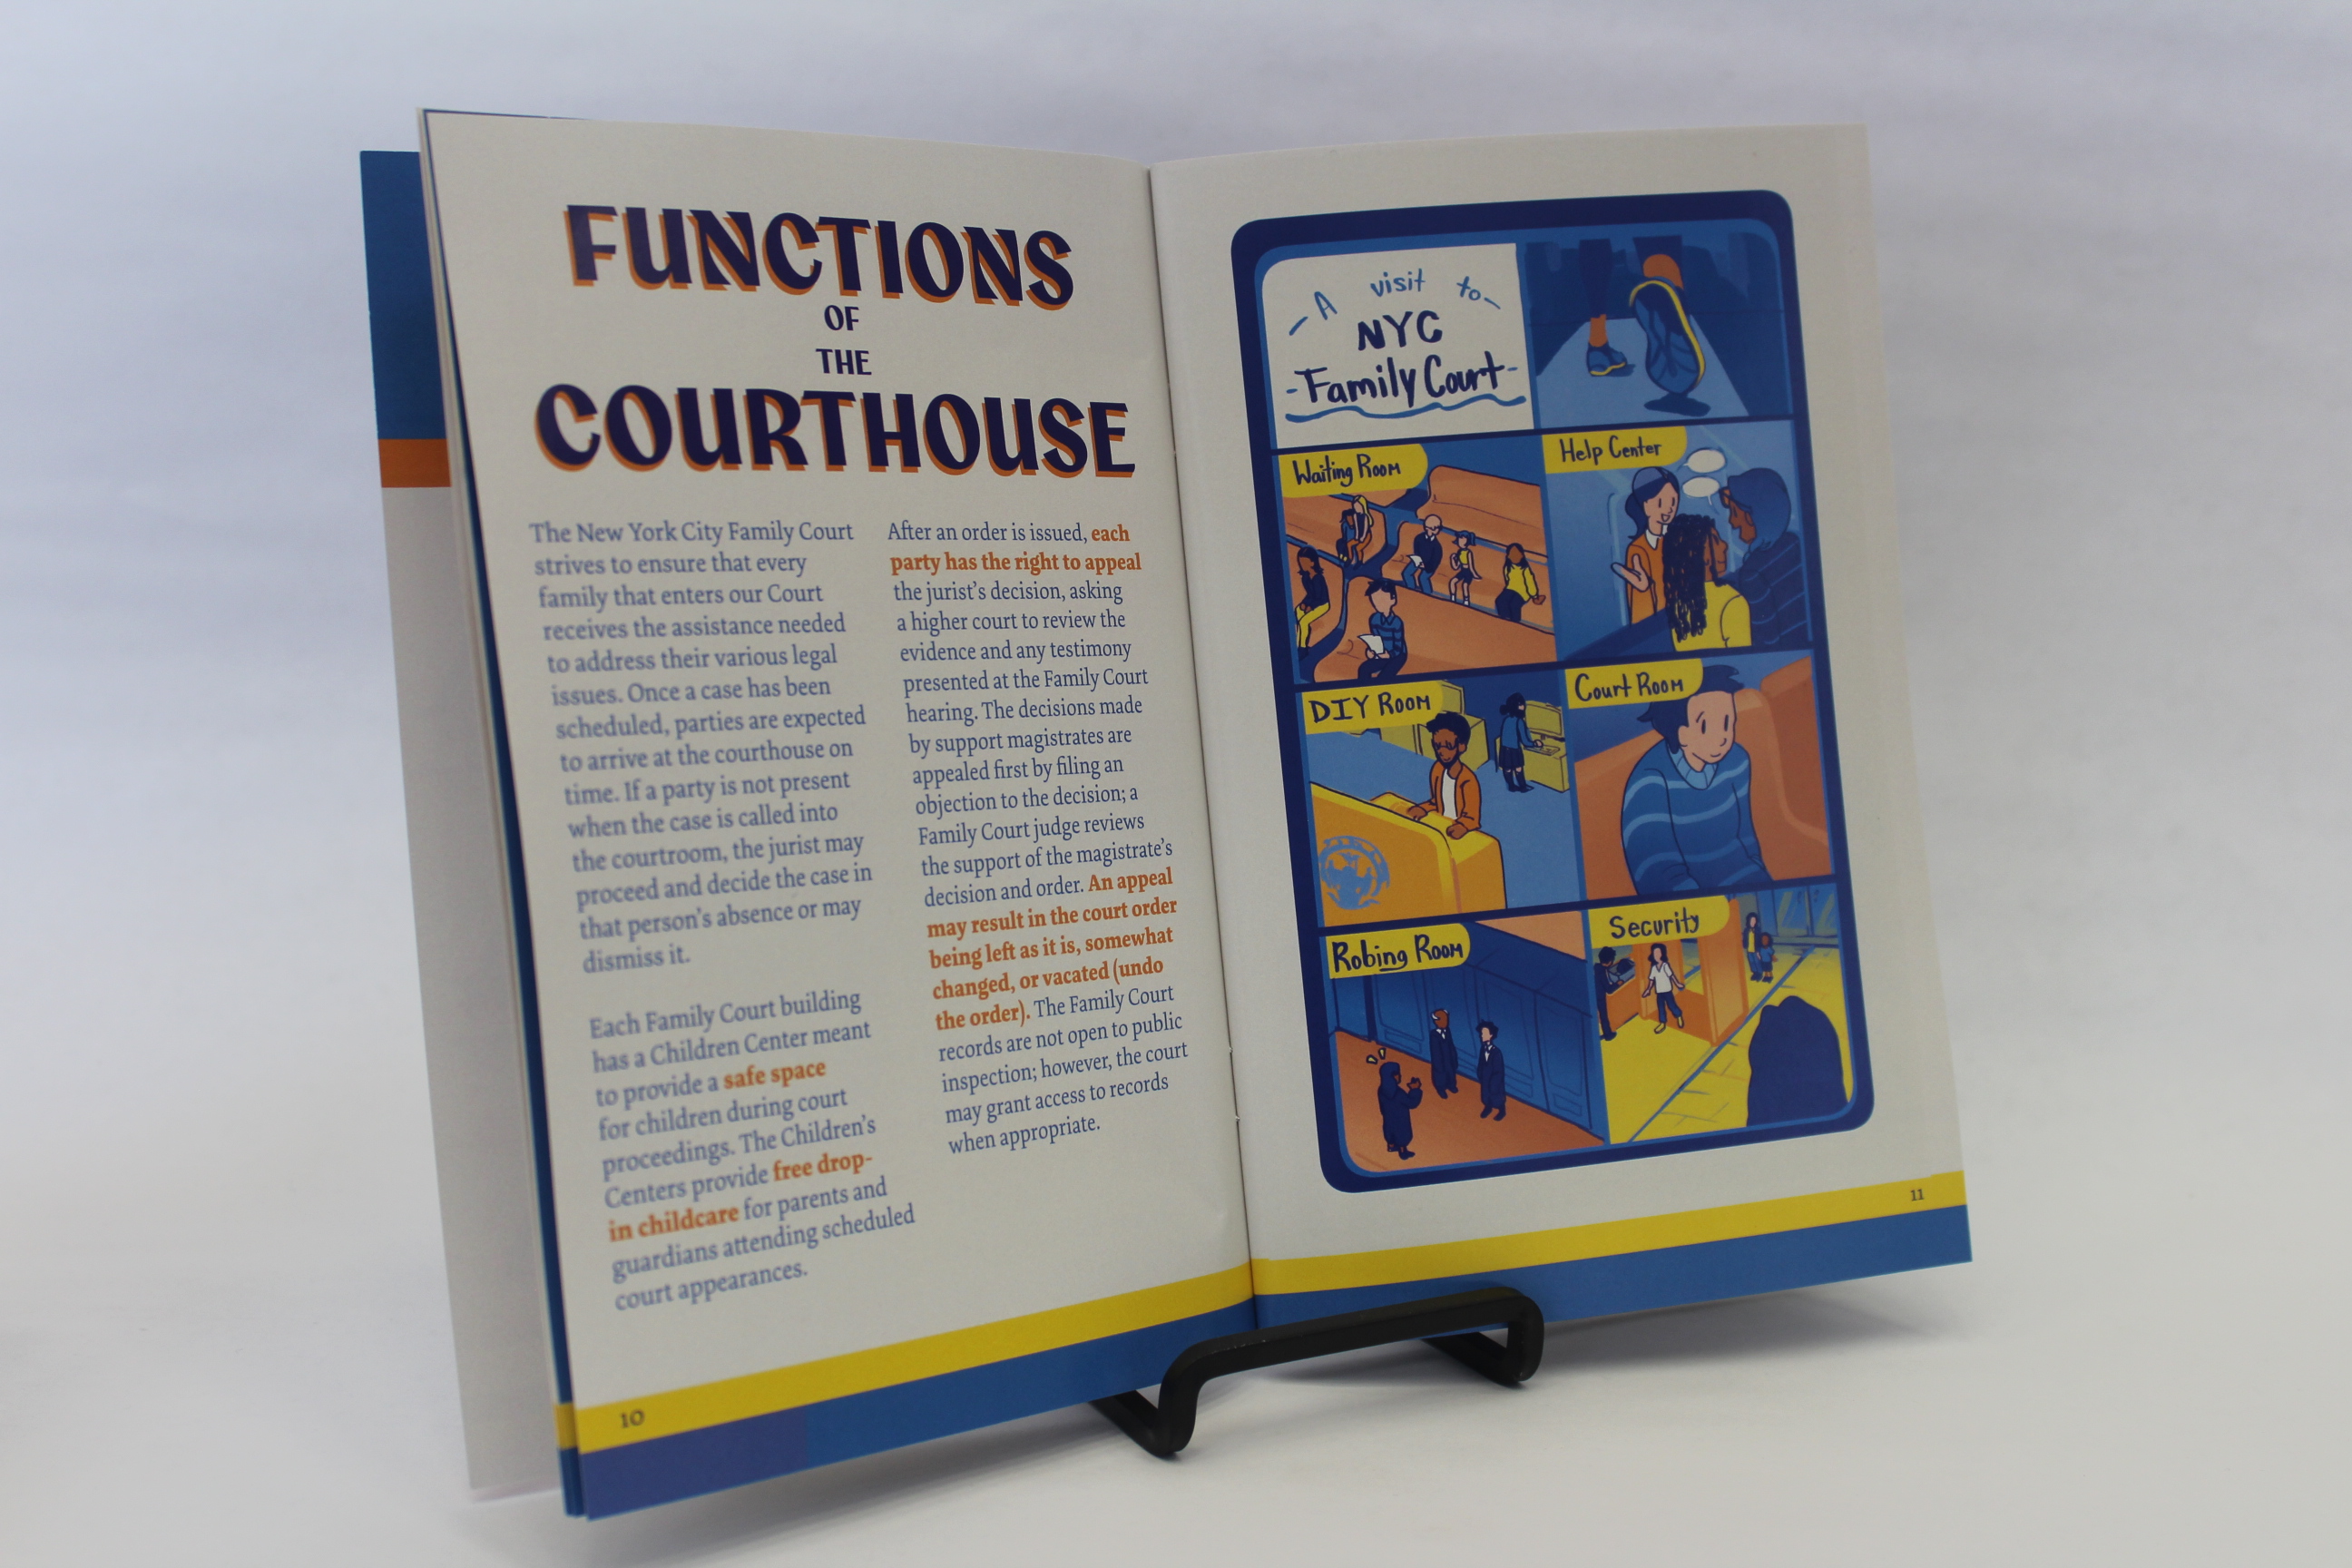 FUNCTIONS
OF
THE
COURTHOUSE
The New York City Family Court
strives to ensure that every
family that enters our Court
receives the assistance needed
to address their various legal
issues. Once a case has been
scheduled, parties are expected
to arrive at the courthouse on
time. If a party is not present
when the case is called into
the courtroom, the jurist may
proceed and decide the case in
that person's absence or may
dismiss it.
Each Family Court building
has a Children Center meant
to provide a safe space
for children during court
proceedings. The Children's
Centers provide free drop-
in childcare for parents and
guardians attending scheduled
court appearances.
After an order is issued, each
party has the right to appeal
the jurist's decision, asking
a higher court to review the
evidence and any testimony
presented at the Family Court
hearing. The decisions made
by support magistrates are
appealed first by filing an
objection to the decision; a
Family Court judge reviews
the support of the magistrate's
decision and order. An appeal
may result in the court order
being left as it is, somewhat
changed, or vacated (undo
the order). The Family Court
records are not open to public
inspection; however, the court
may grant access to records
when appropriate.
10
A visit to
NYC
-Family Court-
Waiting Room
Help Center
DIY Room
Court Room
Robing Room
Security
11